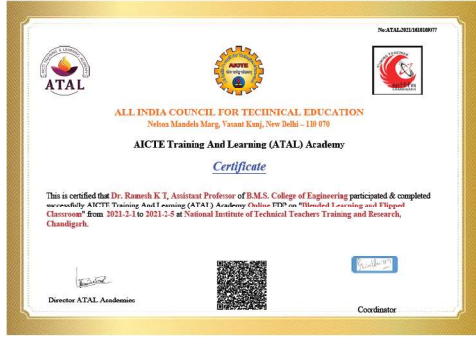 No:ATAL/2021/1610169077
ATAL
AICTE
ALL INDIA COUNCIL FOR TECHNICAL EDUCATION
Nelson Mandela Marg, Vasant Kunj, New Delhi – 110 070
AICTE Training And Learning (ATAL) Academy
Certificate
This is certified that Dr. Ramesh K T, Assistant Professor of B.M.S. College of Engineering participated & completed
successfully AICTE Training And Learning (ATAL) Academy Online FDP on "Blended Learning and Flipped
Classroom" from 2021-2-1 to 2021-2-5 at National Institute of Technical Teachers Training and Research,
Chandigarh.
Director ATAL Academies
Coordinator